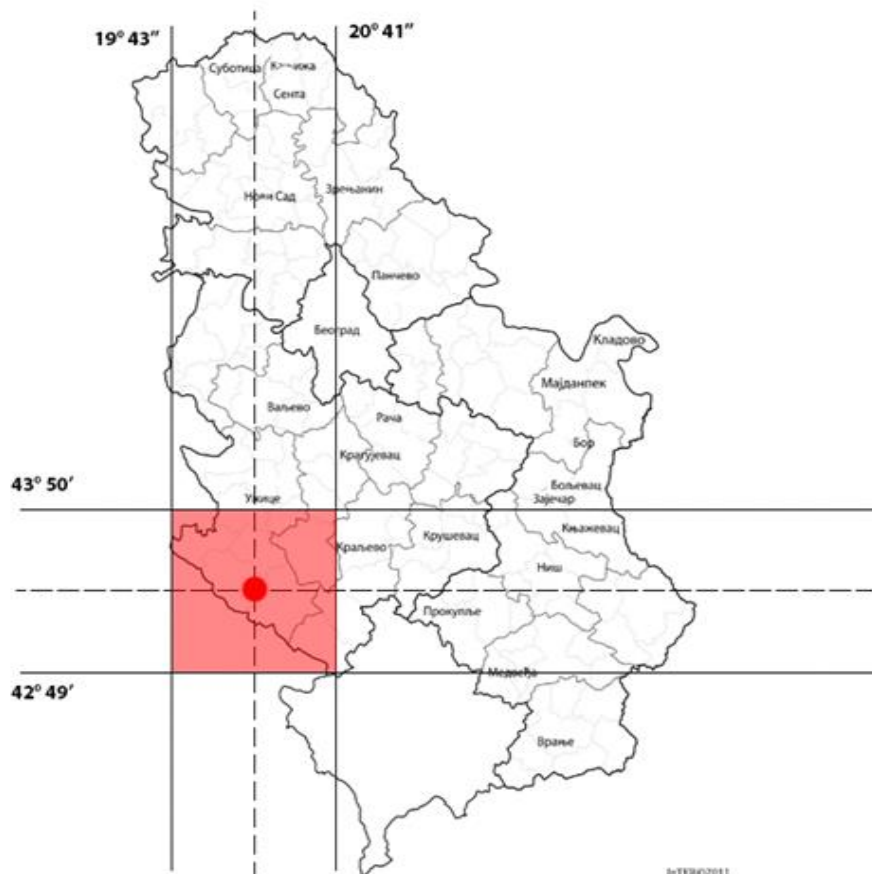 19° 43″
20° 41″
Суботица
Сента
Нови Сад
Зрењанин
Панчево
Београд
Кладово
Мајданпек
Ваљево
Рача
Бор
Крагујевац
43° 50′
Бољевац
Зајечар
Ужице
Књажевац
Крушевац
Краљево
Ниш
Прокупље
Медвеђа
42° 49′
Врање